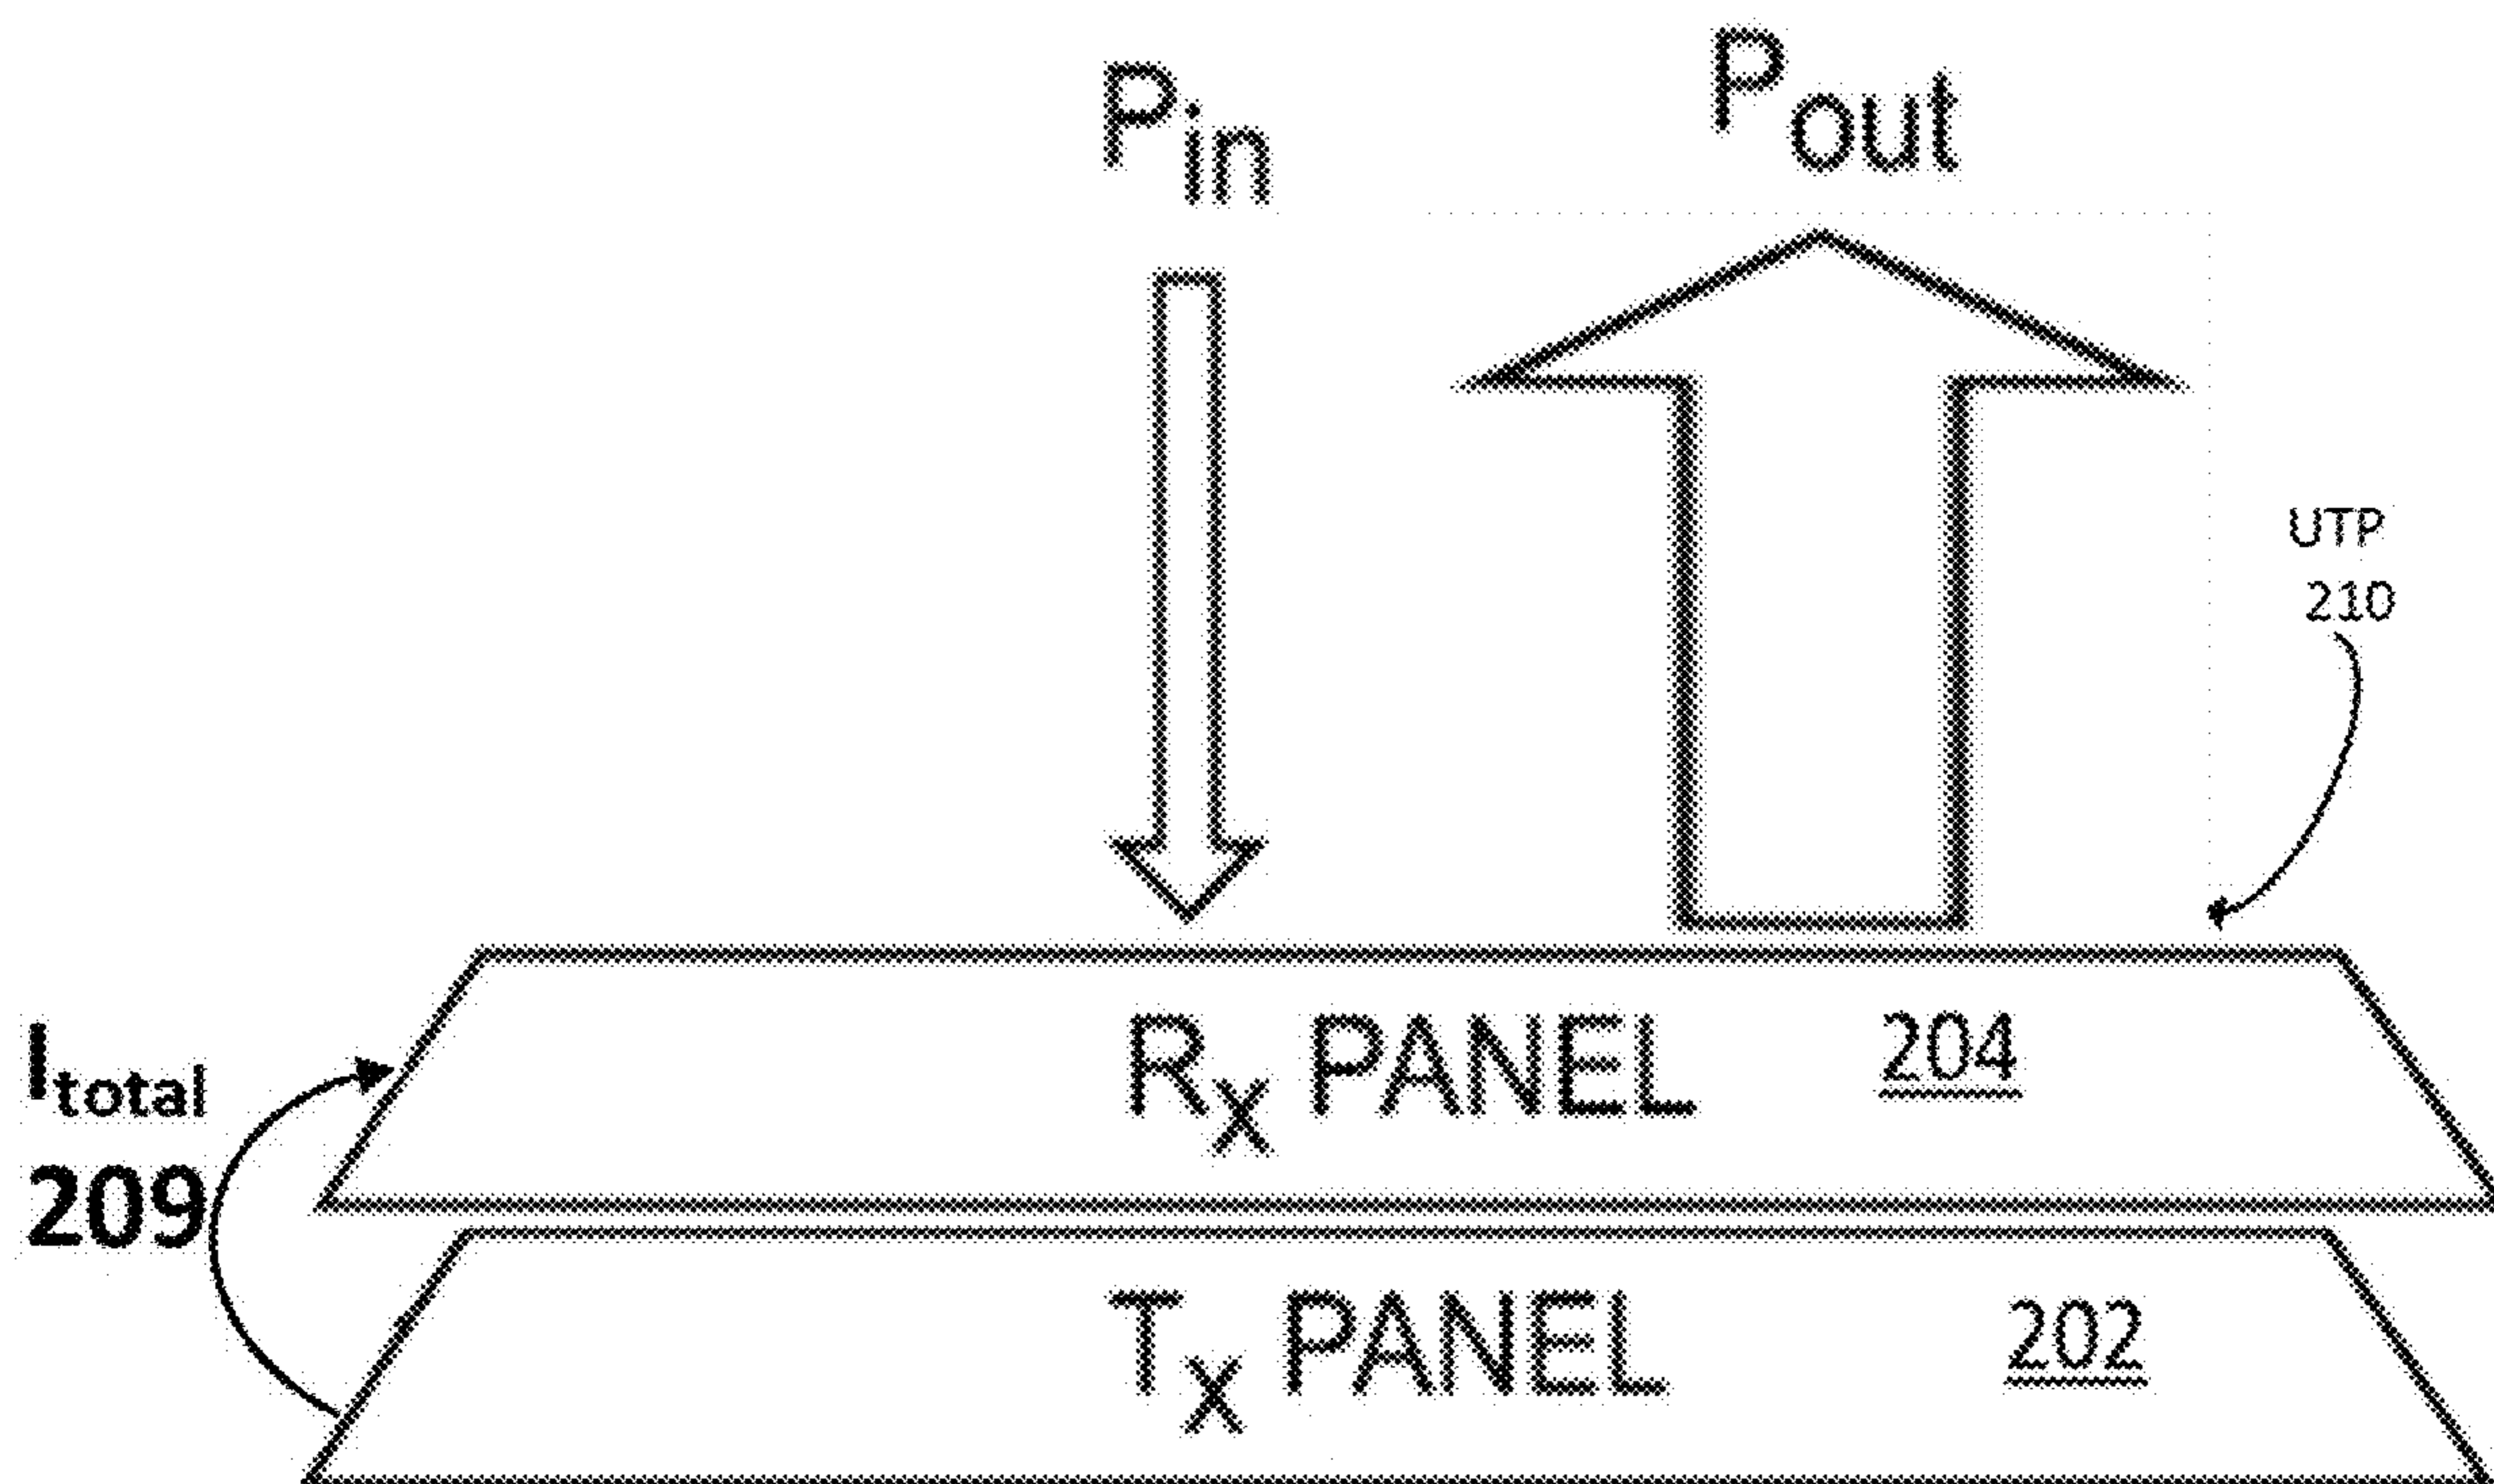 Pin
Pout
UTP
210
Itotal
209
RX PANEL 204
TX PANEL 202